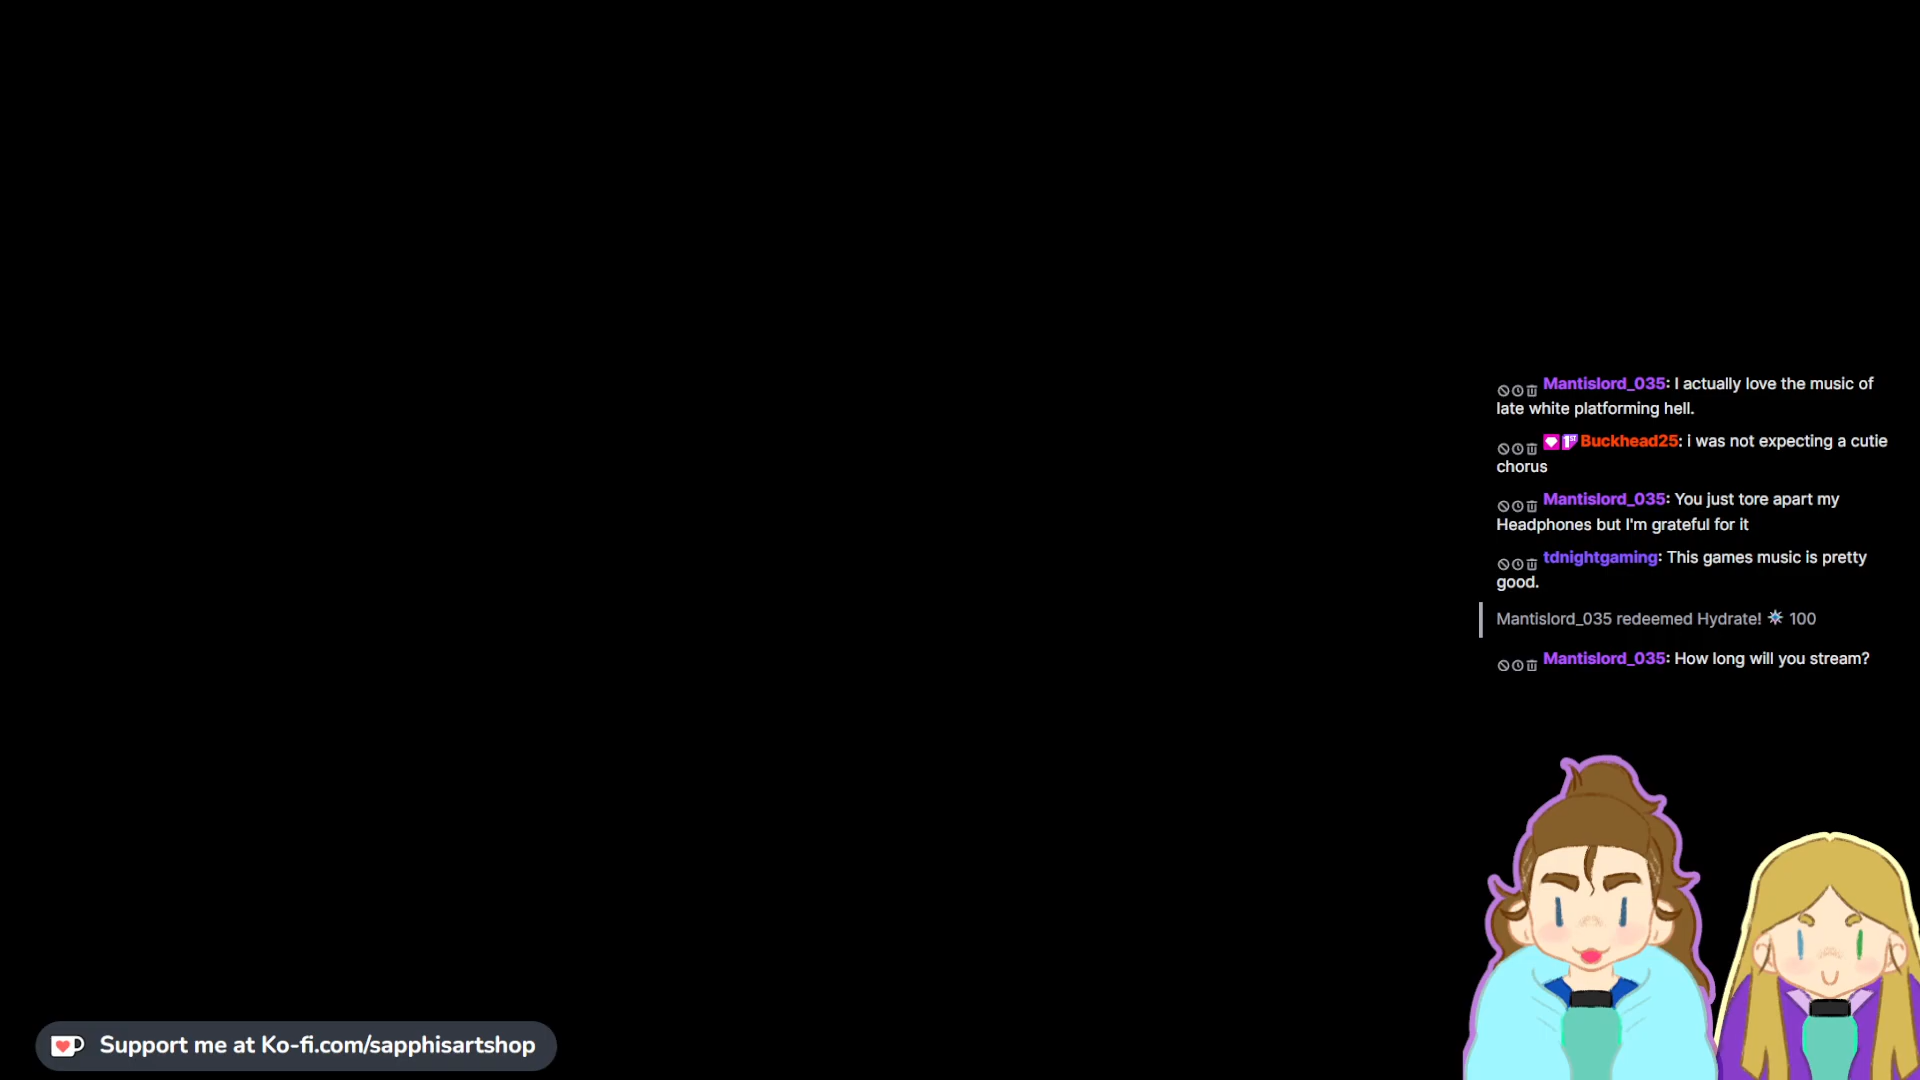 Mantislord_035: I actually love the music of
late white platforming hell.
1ST Buckhead25: i was not expecting a cutie
chorus
Mantislord_035: You just tore apart my
Headphones but I'm grateful for it
tdnightgaming: This games music is pretty
good.
Mantislord_035 redeemed Hydrate! 100
Mantislord_035: How long will you stream?
Support me at Ko-fi.com/sapphisartshop